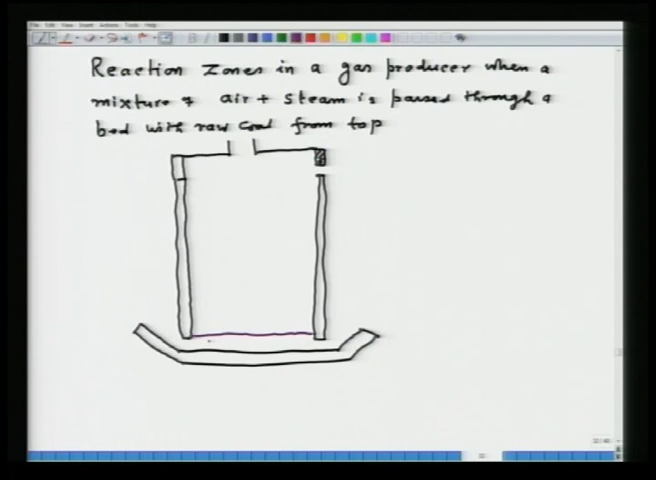 Reaction Zones in a gas producer when a
mixture of air + steam is passed through a
bed with raw coal from top